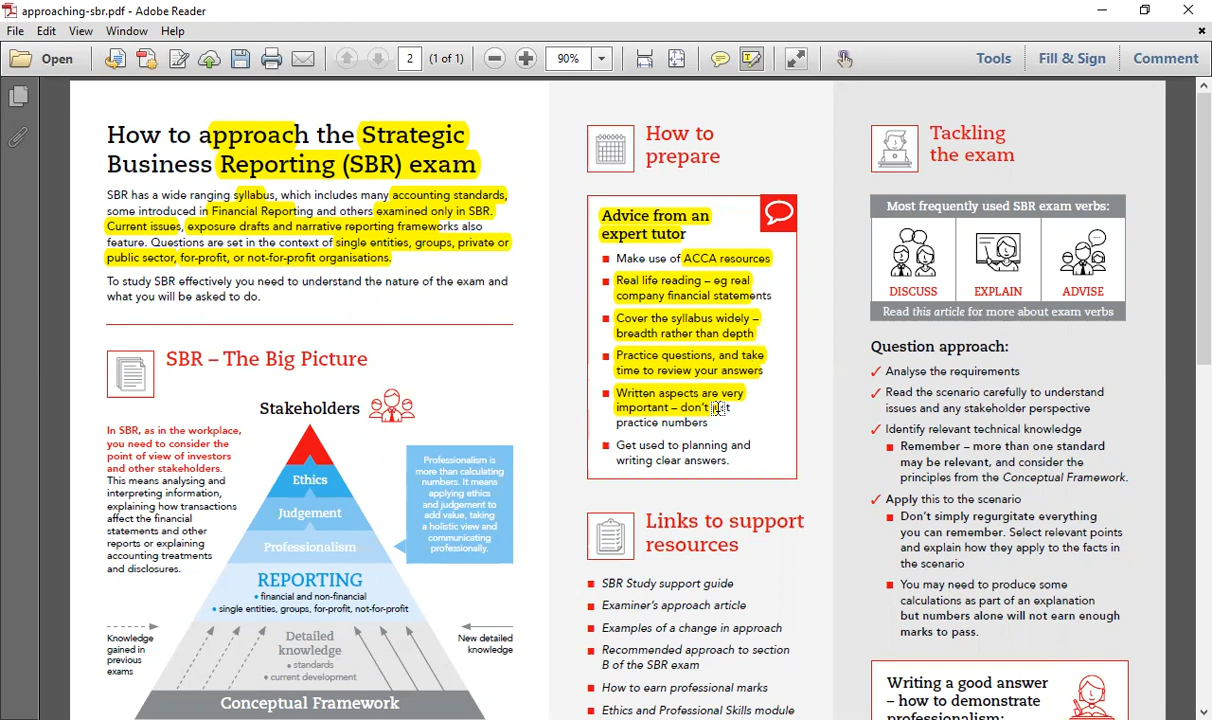 approaching-sbr.pdf - Adobe Reader
File Edit View Window Help
Open 2 (1 of 1) 90% Tools Fill & Sign Comment
How to approach the Strategic
Business Reporting (SBR) exam
SBR has a wide ranging syllabus, which includes many accounting standards,
some introduced in Financial Reporting and others examined only in SBR.
Current issues, exposure drafts and narrative reporting frameworks also
feature. Questions are set in the context of single entities, groups, private or
public sector, for-profit, or not-for-profit organisations.
To study SBR effectively you need to understand the nature of the exam and
what you will be asked to do.
SBR – The Big Picture
Stakeholders
In SBR, as in the workplace,
you need to consider the
point of view of investors
and other stakeholders.
This means analysing and
interpreting information,
explaining how transactions
affect the financial
statements and other
reports or explaining
accounting treatments
and disclosures.
Ethics
Judgement
Professionalism
REPORTING
• financial and non-financial
• single entities, groups, for-profit, not-for-profit
Detailed
knowledge
• standards
• current development
Conceptual Framework
Professionalism is
more than calculating
numbers. It means
applying ethics
and judgement to
add value, taking
a holistic view and
communicating
professionally.
Knowledge
gained in
previous
exams
New detailed
knowledge
How to
prepare
Advice from an
expert tutor
Make use of ACCA resources
Real life reading – eg real
company financial statements
Cover the syllabus widely –
breadth rather than depth
Practice questions, and take
time to review your answers
Written aspects are very
important – don't just
practice numbers
Get used to planning and
writing clear answers.
Links to support
resources
SBR Study support guide
Examiner's approach article
Examples of a change in approach
Recommended approach to section
B of the SBR exam
How to earn professional marks
Ethics and Professional Skills module
Tackling
the exam
Most frequently used SBR exam verbs:
DISCUSS EXPLAIN ADVISE
Read this article for more about exam verbs
Question approach:
✓ Analyse the requirements
✓ Read the scenario carefully to understand
issues and any stakeholder perspective
✓ Identify relevant technical knowledge
Remember – more than one standard
may be relevant, and consider the
principles from the Conceptual Framework.
✓ Apply this to the scenario
Don't simply regurgitate everything
you can remember. Select relevant points
and explain how they apply to the facts in
the scenario
You may need to produce some
calculations as part of an explanation
but numbers alone will not earn enough
marks to pass.
Writing a good answer
– how to demonstrate
professionalism: